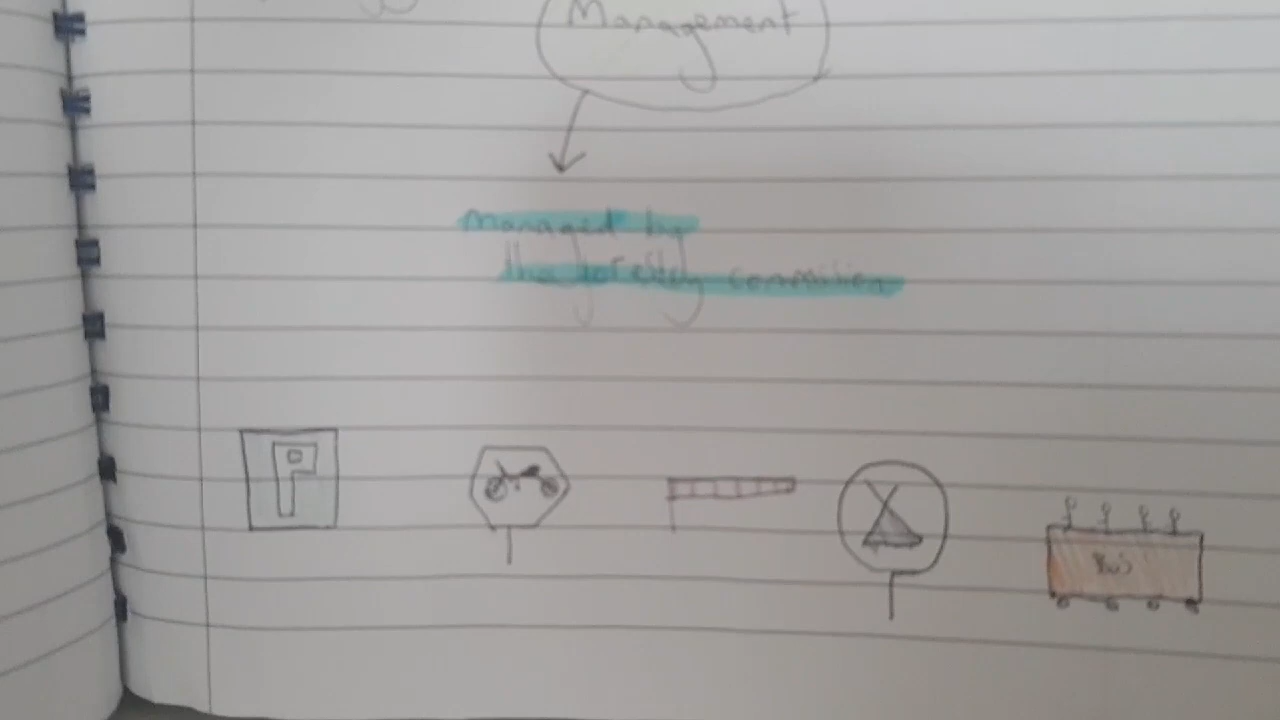 Management
managed by
the forestry commission
P
Bus